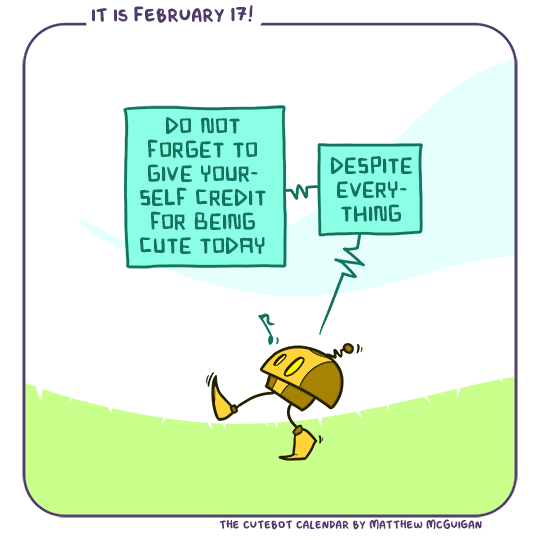 IT IS FEBRUARY 17!
DO NOT
FORGET TO
GIVE YOUR-
SELF CREDIT
FOR BEING
CUTE TODAY
DESPITE
EVERY-
THING
THE CUTEBOT CALENDAR BY MATTHEW MCGUIGAN